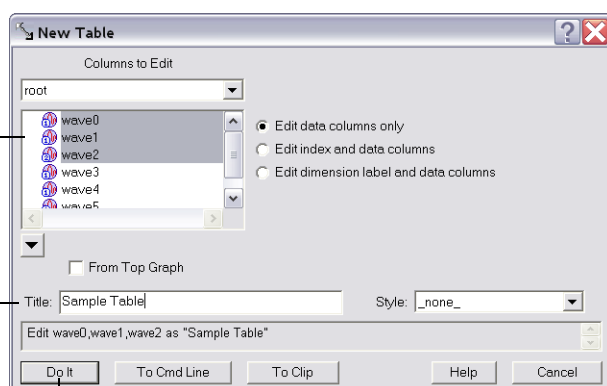 New Table
Columns to Edit
root
wave0
wave1
wave2
wave3
wave4
wave5
Edit data columns only
Edit index and data columns
Edit dimension label and data columns
From Top Graph
Title: Sample Table
Style: _none_
Edit wave0,wave1,wave2 as "Sample Table"
Do It
To Cmd Line
To Clip
Help
Cancel